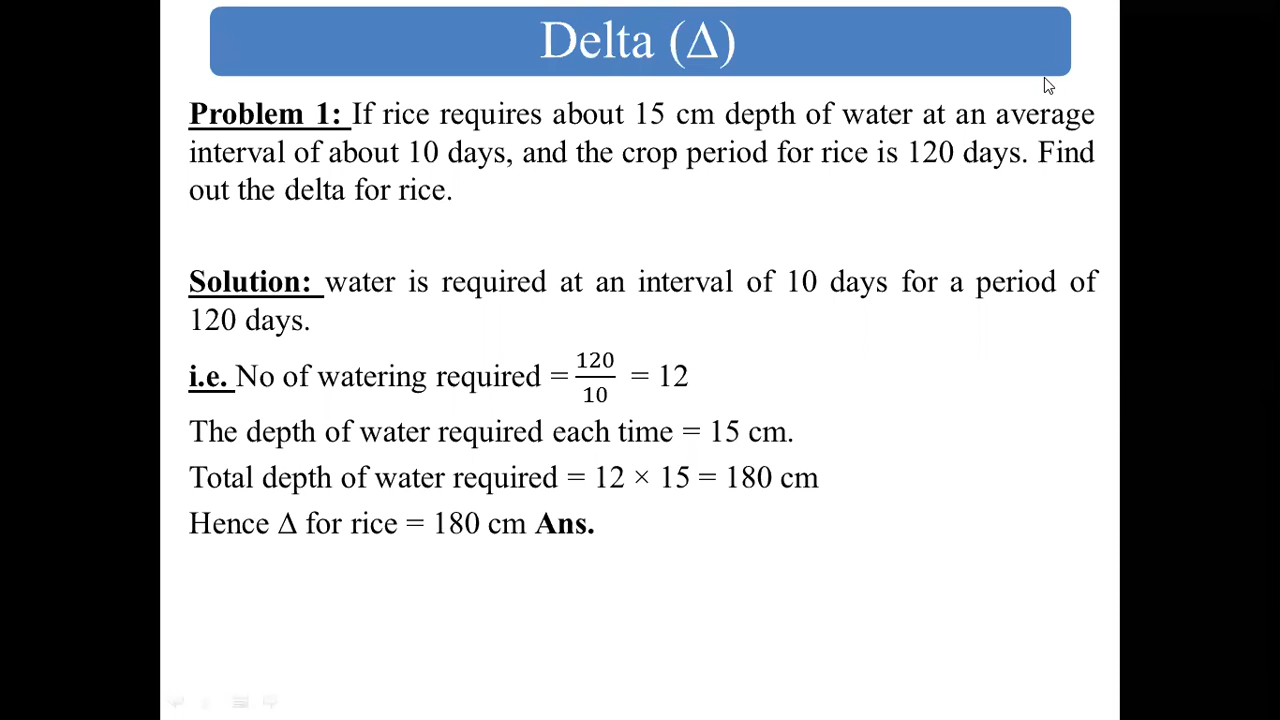 Delta (Δ)
Problem 1: If rice requires about 15 cm depth of water at an average
interval of about 10 days, and the crop period for rice is 120 days. Find
out the delta for rice.
Solution: water is required at an interval of 10 days for a period of
120 days.
i.e. No of watering required = 120/10 = 12
The depth of water required each time = 15 cm.
Total depth of water required = 12 × 15 = 180 cm
Hence Δ for rice = 180 cm Ans.